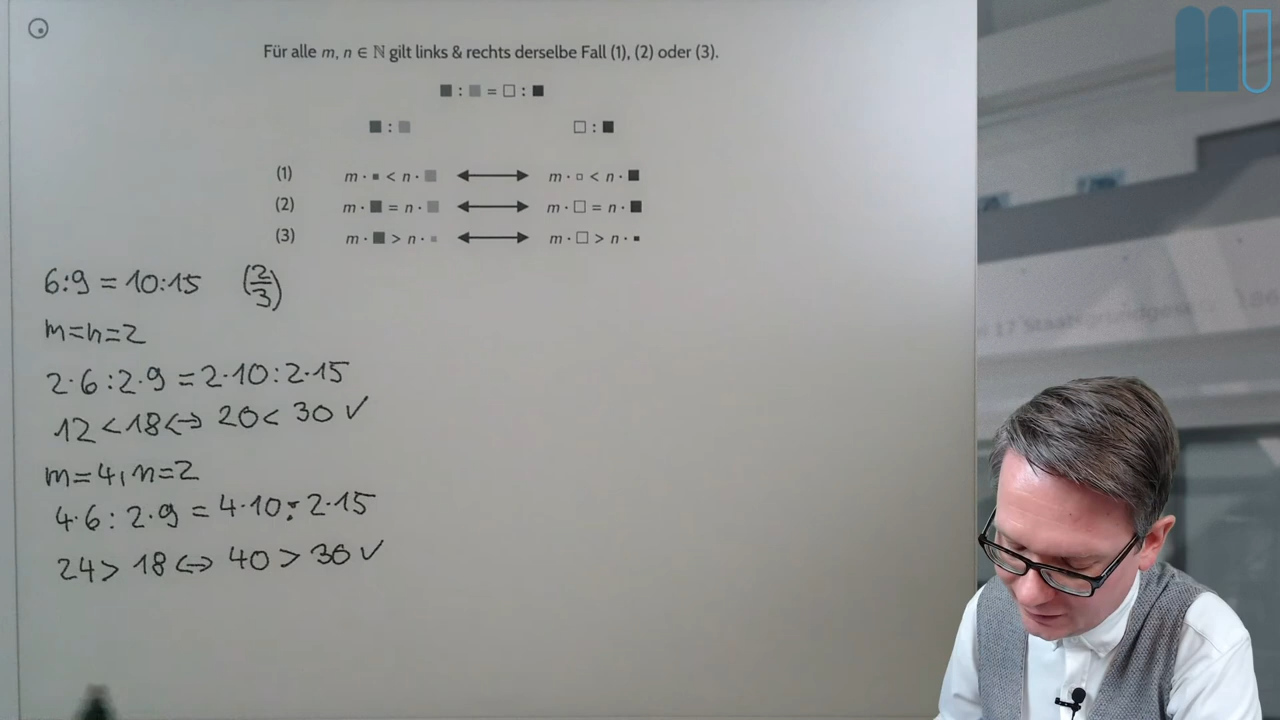 Für alle m, n ∈ ℕ gilt links & rechts derselbe Fall (1), (2) oder (3).
■ : ■ = □ : ■
■ : ■ □ : ■
(1) m · ▪ < n · ■ ⟷ m · ▫ < n · ■
(2) m · ■ = n · ■ ⟷ m · □ = n · ■
(3) m · ■ > n · ▪ ⟷ m · □ > n · ▪
6:9 = 10:15 (2/3)
m=n=2
2·6 : 2·9 = 2·10 : 2·15
12 < 18 ↔ 20 < 30 ✓
m=4, n=2
4·6 : 2·9 = 4·10 : 2·15
24 > 18 ↔ 40 > 30 ✓